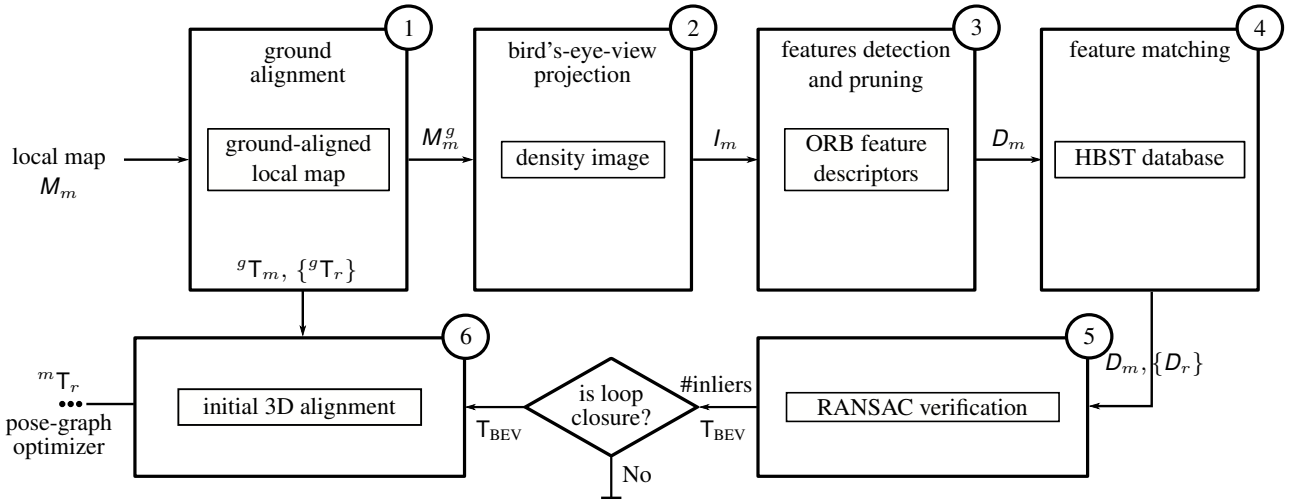 1
ground
alignment
ground-aligned
local map
local map
M_m
M_m^g
2
bird's-eye-view
projection
density image
I_m
3
features detection
and pruning
ORB feature
descriptors
D_m
4
feature matching
HBST database
^gT_m, {^gT_r}
D_m, {D_r}
5
RANSAC verification
#inliers
T_BEV
is loop
closure?
No
T_BEV
6
initial 3D alignment
^mT_r
pose-graph
optimizer